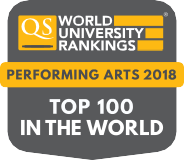 QS WORLD
UNIVERSITY
RANKINGS®
PERFORMING ARTS 2018
TOP 100
IN THE WORLD